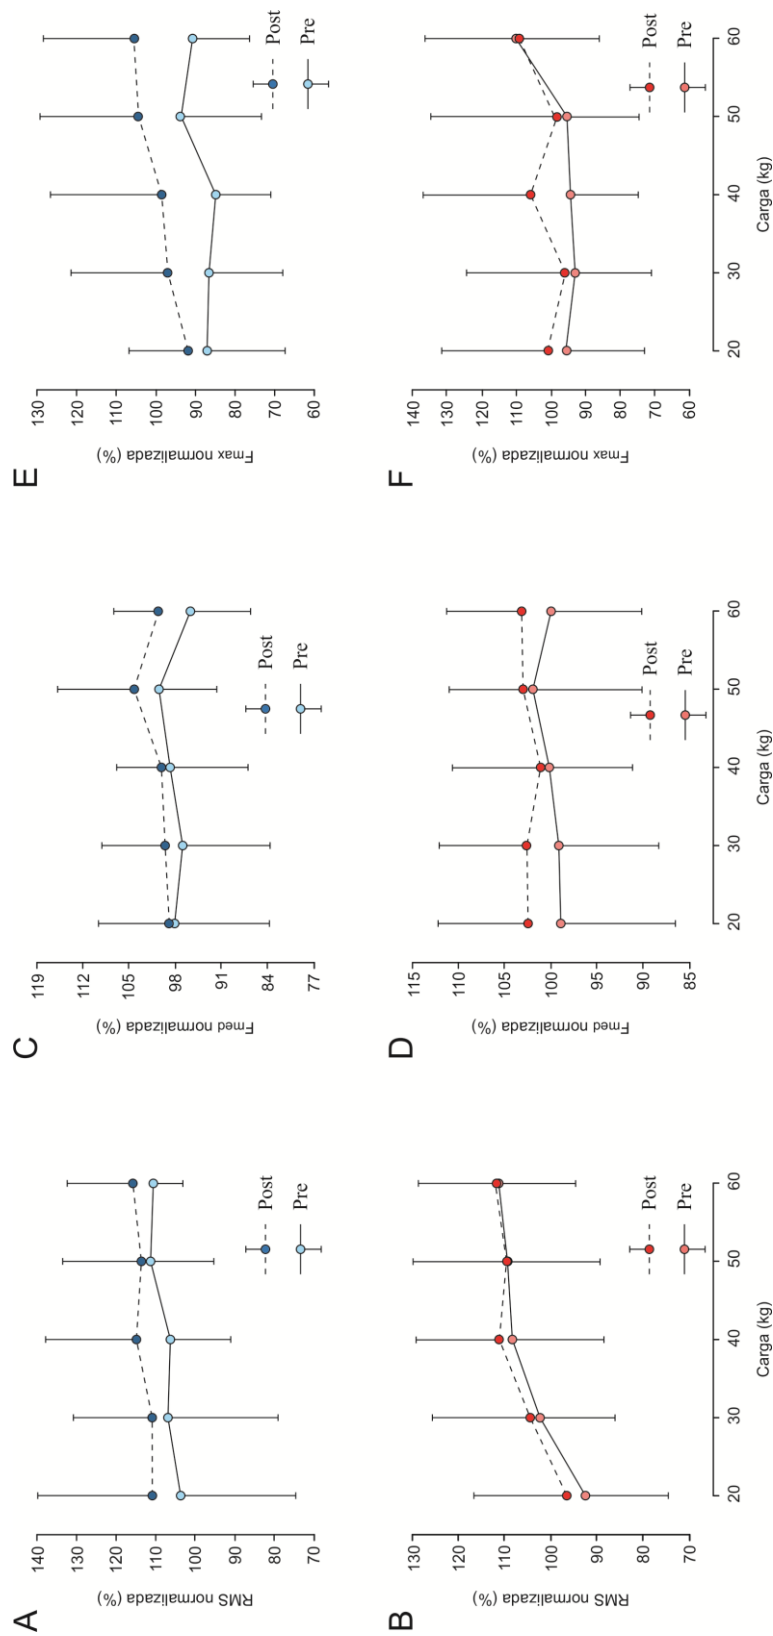 A
RMS normalizada (%)
140
130
120
110
100
90
80
70
Post
Pre
C
Fmed normalizada (%)
119
112
105
98
91
84
77
Post
Pre
E
Fmax normalizada (%)
130
120
110
100
90
80
70
60
Post
Pre
B
RMS normalizada (%)
130
120
110
100
90
80
70
20 30 40 50 60
Carga (kg)
Post
Pre
D
Fmed normalizada (%)
115
110
105
100
95
90
85
20 30 40 50 60
Carga (kg)
Post
Pre
F
Fmax normalizada (%)
140
130
120
110
100
90
80
70
60
20 30 40 50 60
Carga (kg)
Post
Pre